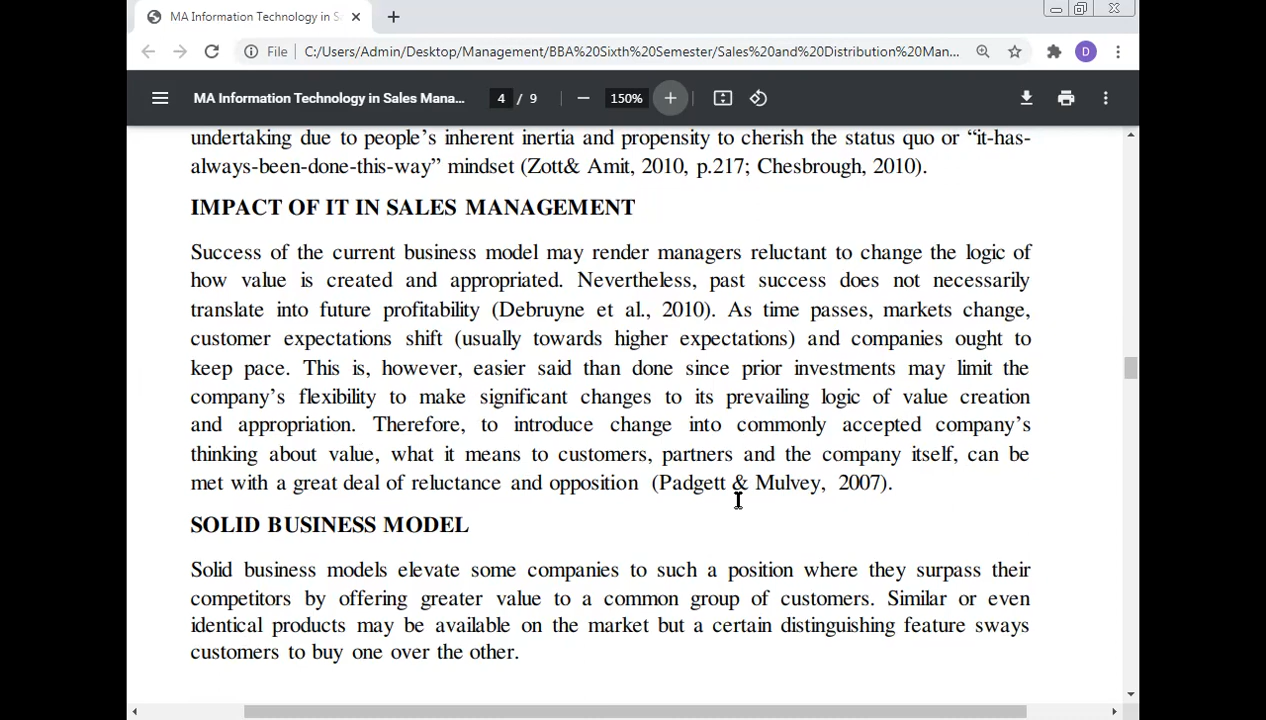 MA Information Technology in S
File C:/Users/Admin/Desktop/Management/BBA%20Sixth%20Semester/Sales%20and%20Distribution%20Man... D
MA Information Technology in Sales Mana... 4 / 9 150%
undertaking due to people’s inherent inertia and propensity to cherish the status quo or “it-has-
always-been-done-this-way” mindset (Zott& Amit, 2010, p.217; Chesbrough, 2010).
IMPACT OF IT IN SALES MANAGEMENT
Success of the current business model may render managers reluctant to change the logic of
how value is created and appropriated. Nevertheless, past success does not necessarily
translate into future profitability (Debruyne et al., 2010). As time passes, markets change,
customer expectations shift (usually towards higher expectations) and companies ought to
keep pace. This is, however, easier said than done since prior investments may limit the
company’s flexibility to make significant changes to its prevailing logic of value creation
and appropriation. Therefore, to introduce change into commonly accepted company’s
thinking about value, what it means to customers, partners and the company itself, can be
met with a great deal of reluctance and opposition (Padgett & Mulvey, 2007).
SOLID BUSINESS MODEL
Solid business models elevate some companies to such a position where they surpass their
competitors by offering greater value to a common group of customers. Similar or even
identical products may be available on the market but a certain distinguishing feature sways
customers to buy one over the other.